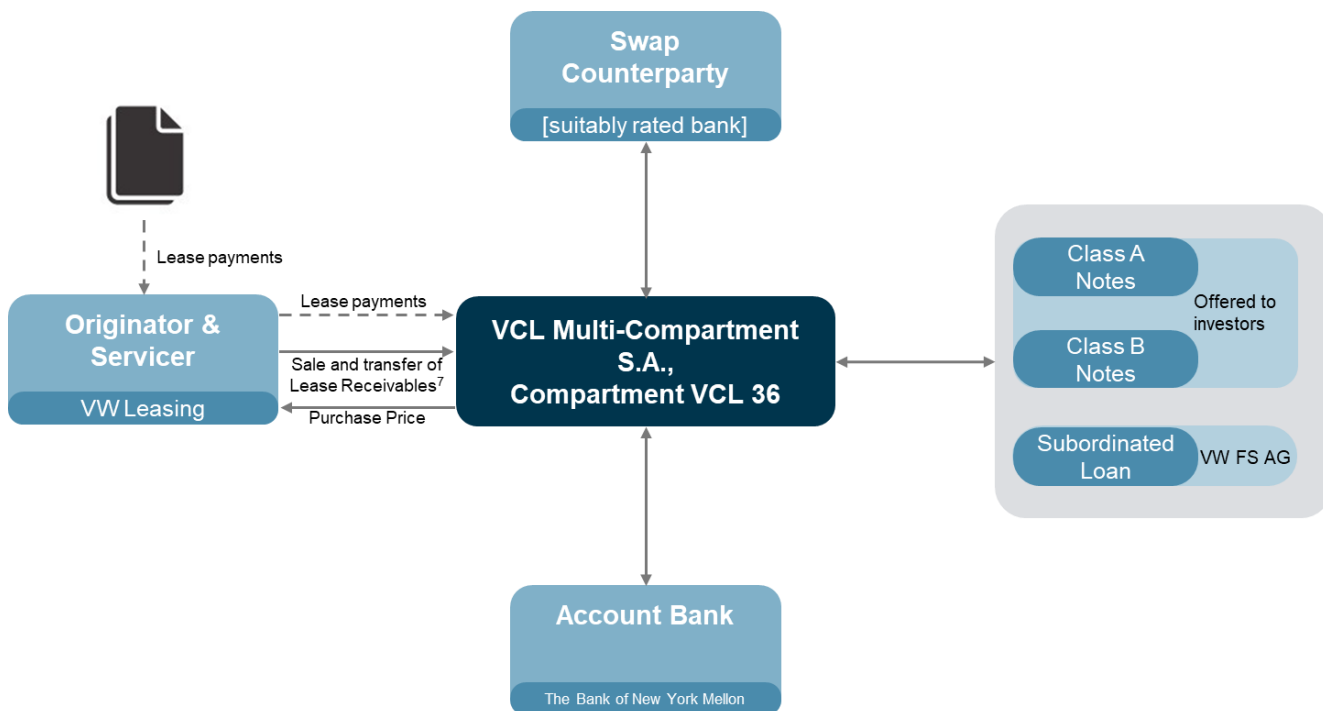 Swap
Counterparty
[suitably rated bank]
Lease payments
Originator &
Servicer
VW Leasing
Lease payments
Sale and transfer of
Lease Receivables⁷
Purchase Price
VCL Multi-Compartment
S.A.,
Compartment VCL 36
Class A
Notes
Class B
Notes
Offered to
investors
Subordinated
Loan
VW FS AG
Account Bank
The Bank of New York Mellon